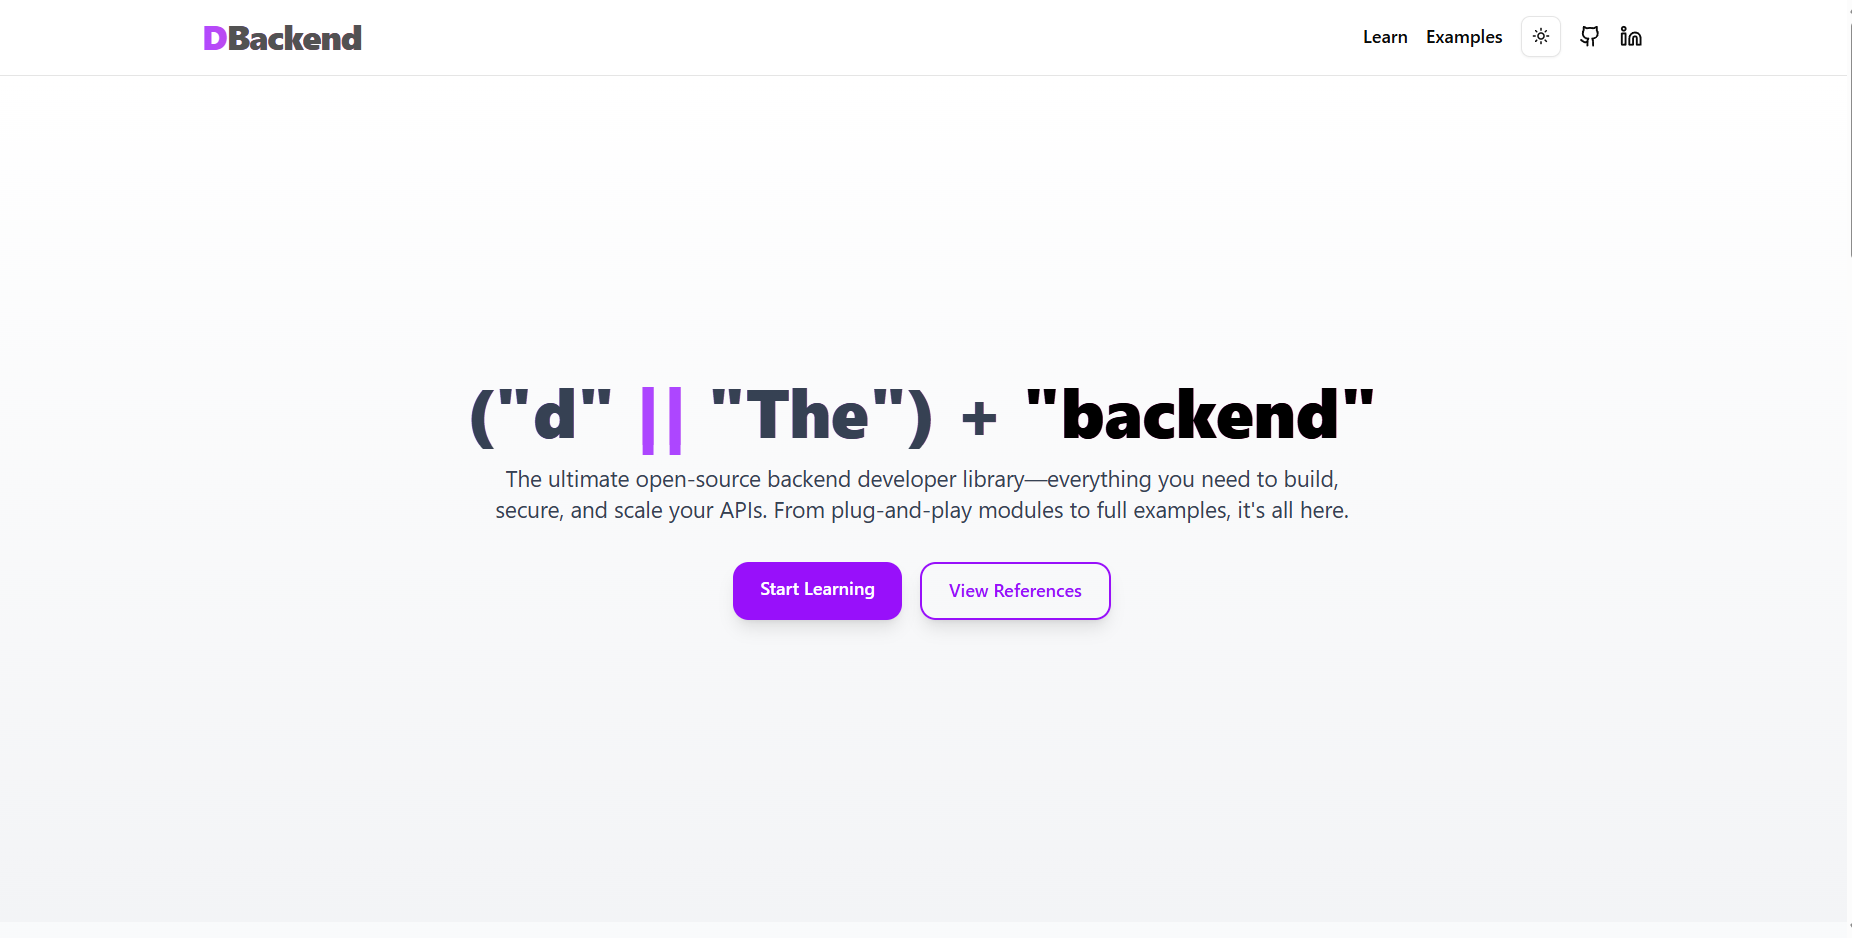 DBackend
Learn Examples
("d" || "The") + "backend"
The ultimate open-source backend developer library—everything you need to build,
secure, and scale your APIs. From plug-and-play modules to full examples, it's all here.
Start Learning View References